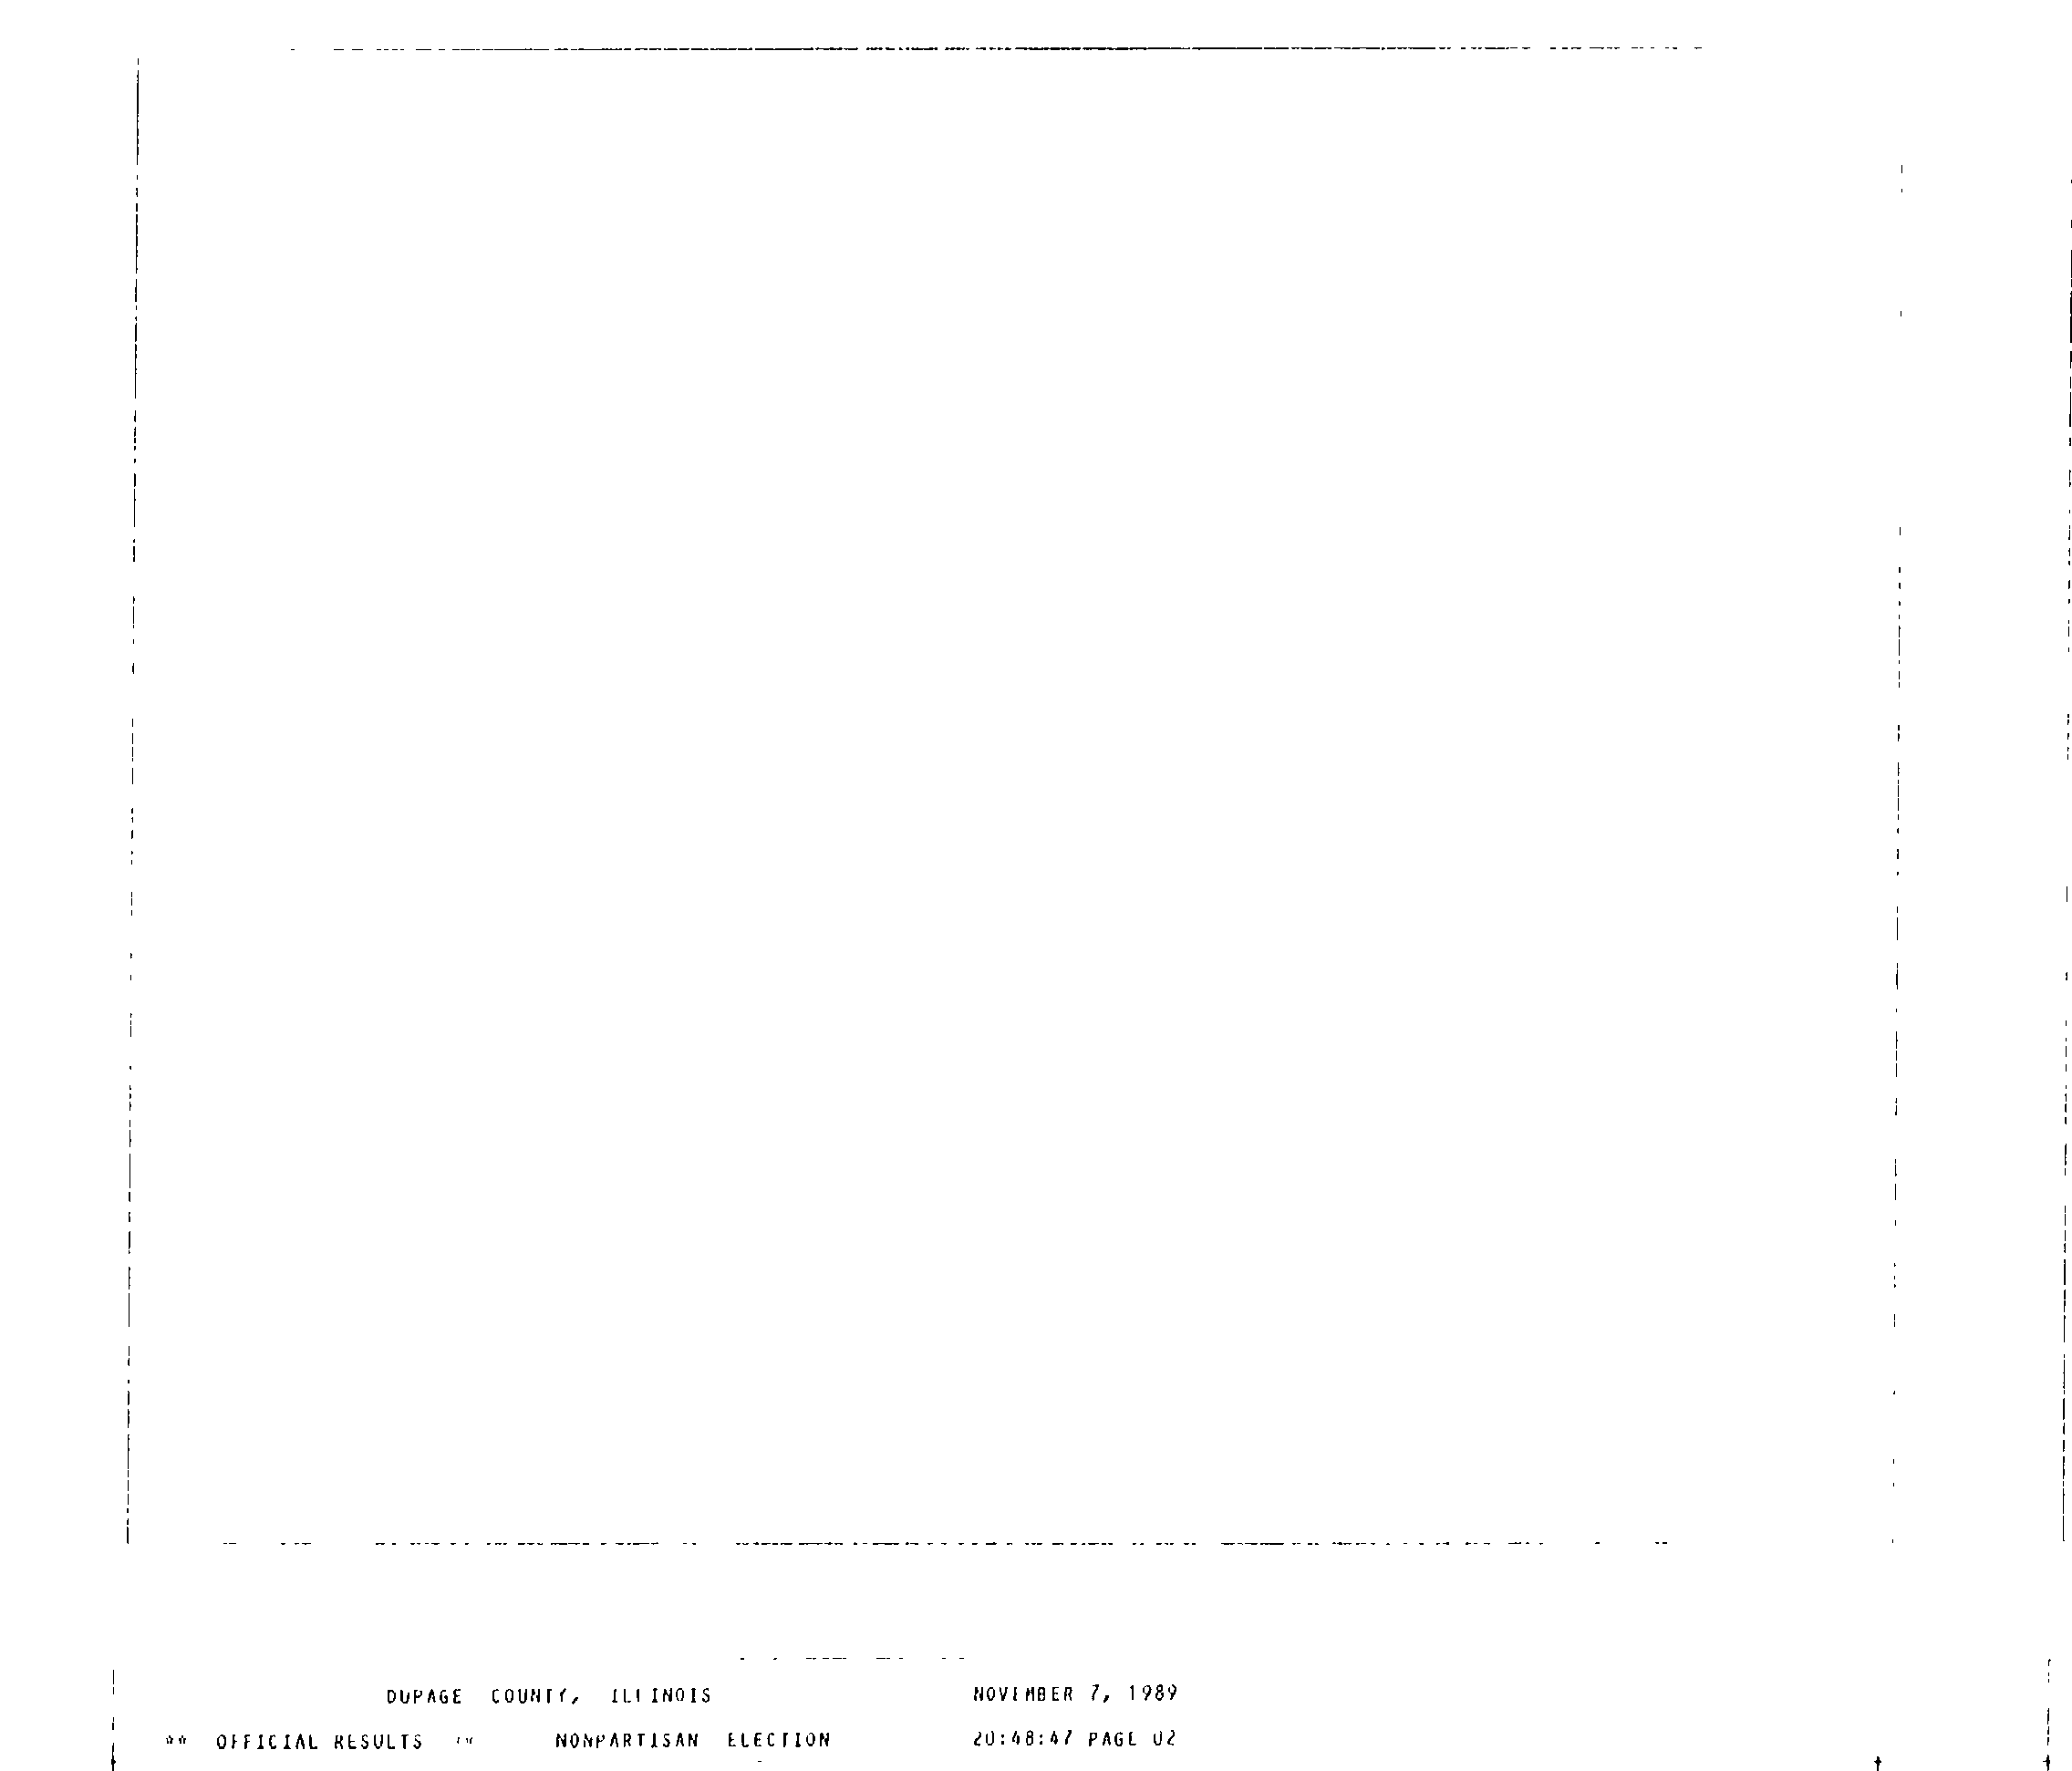 DUPAGE COUNTY, ILLINOIS NOVEMBER 7, 1989
** OFFICIAL RESULTS ** NONPARTISAN ELECTION 20:48:47 PAGE 02